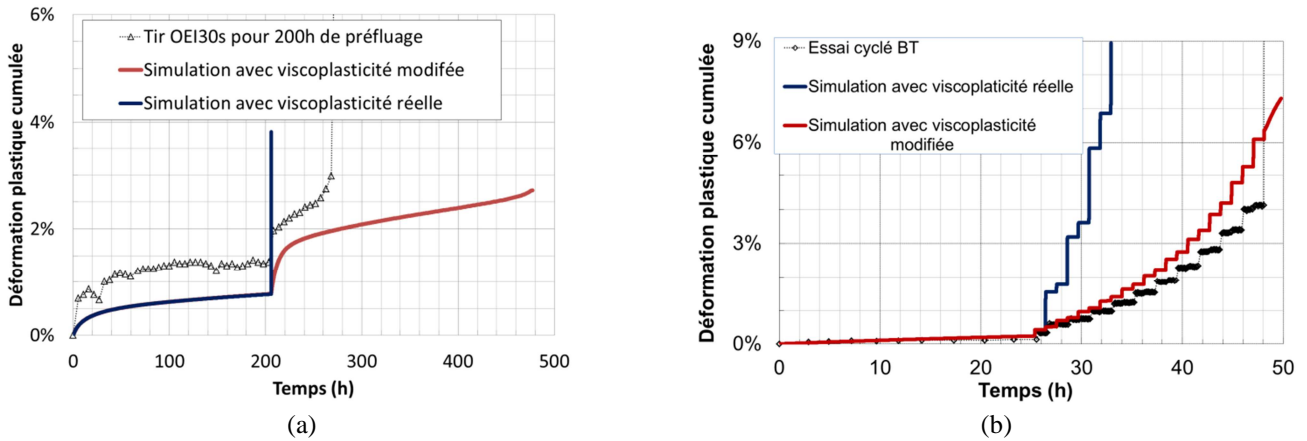 6%
4%
2%
0%
Déformation plastique cumulée
Tir OEI30s pour 200h de préfluage
Simulation avec viscoplasticité modifée
Simulation avec viscoplasticité réelle
0
100
200
300
400
500
Temps (h)
(a)
9%
6%
3%
0%
Déformation plastique cumulée
Essai cyclé BT
Simulation avec viscoplaticité réelle
Simulation avec viscoplasticité
modifiée
0
10
20
30
40
50
Temps (h)
(b)